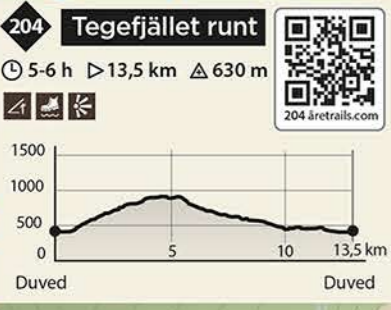 204 Tegefjället runt
5-6 h 13,5 km 630 m
204 åretrails.com
1500
1000
500
0 5 10 13,5 km
Duved Duved